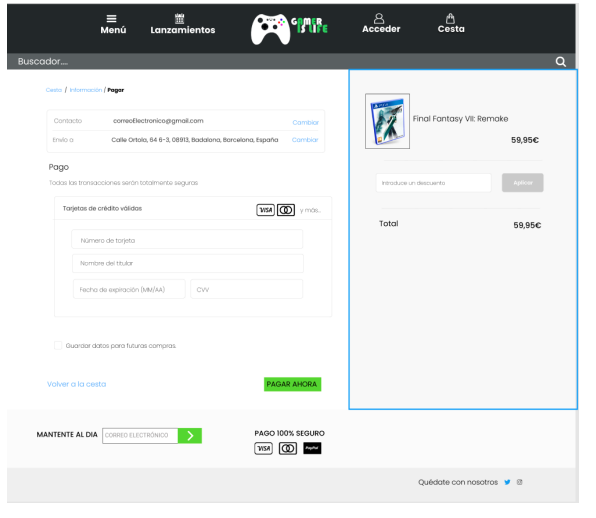 Menú
Lanzamientos
GAMER
IS LIFE
Acceder
Cesta
Buscador....
Cesta / Información / Pagar
Contacto correoElectronico@gmail.com Cambiar
Envío a Calle Ortola, 64 6-3, 08913, Badalona, Barcelona, España Cambiar
Pago
Todas las transacciones serán totalmente seguras
Tarjetas de crédito válidas VISA y más...
Número de tarjeta
Nombre del titular
Fecha de expiración (MM/AA) CVV
Guardar datos para futuras compras.
Volver a la cesta PAGAR AHORA
Final Fantasy VII: Remake
59,95€
Introduce un descuento Aplicar
Total 59,95€
MANTENTE AL DIA CORREO ELECTRÓNICO
PAGO 100% SEGURO
VISA PayPal
Quédate con nosotros